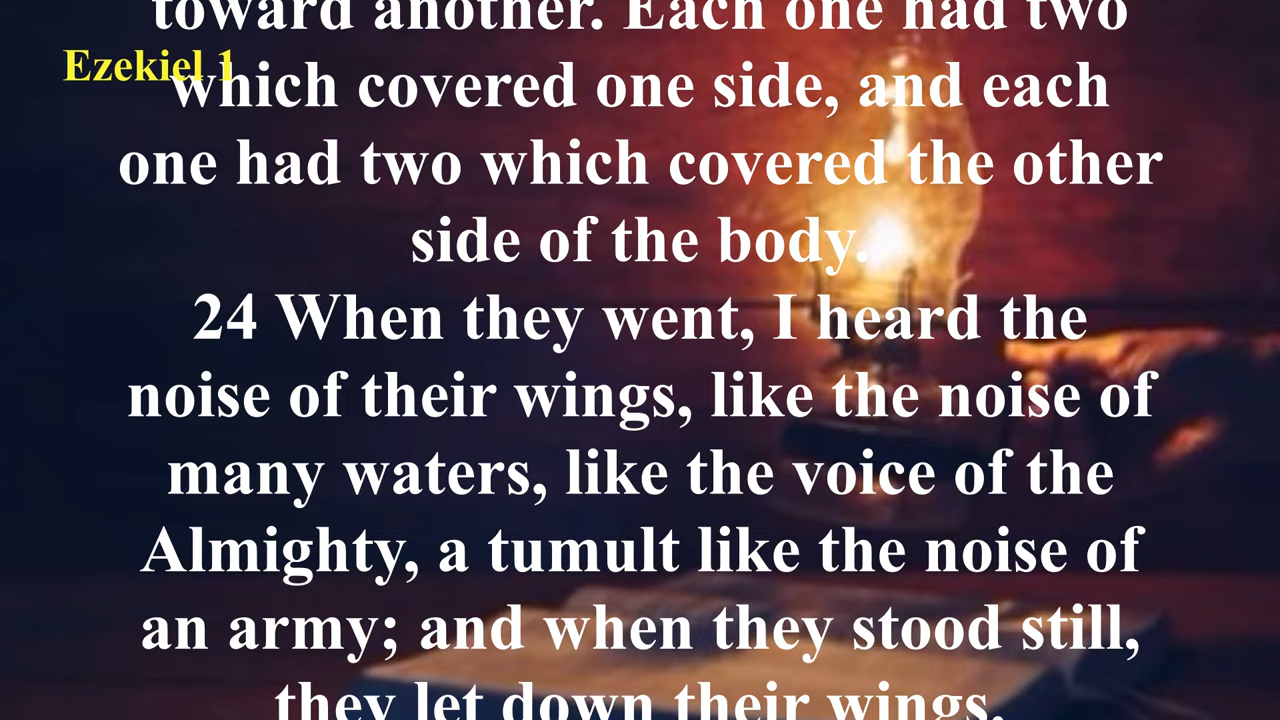 toward another. Each one had two
Ezekiel 1
which covered one side, and each
one had two which covered the other
side of the body.
24 When they went, I heard the
noise of their wings, like the noise of
many waters, like the voice of the
Almighty, a tumult like the noise of
an army; and when they stood still,
they let down their wings.